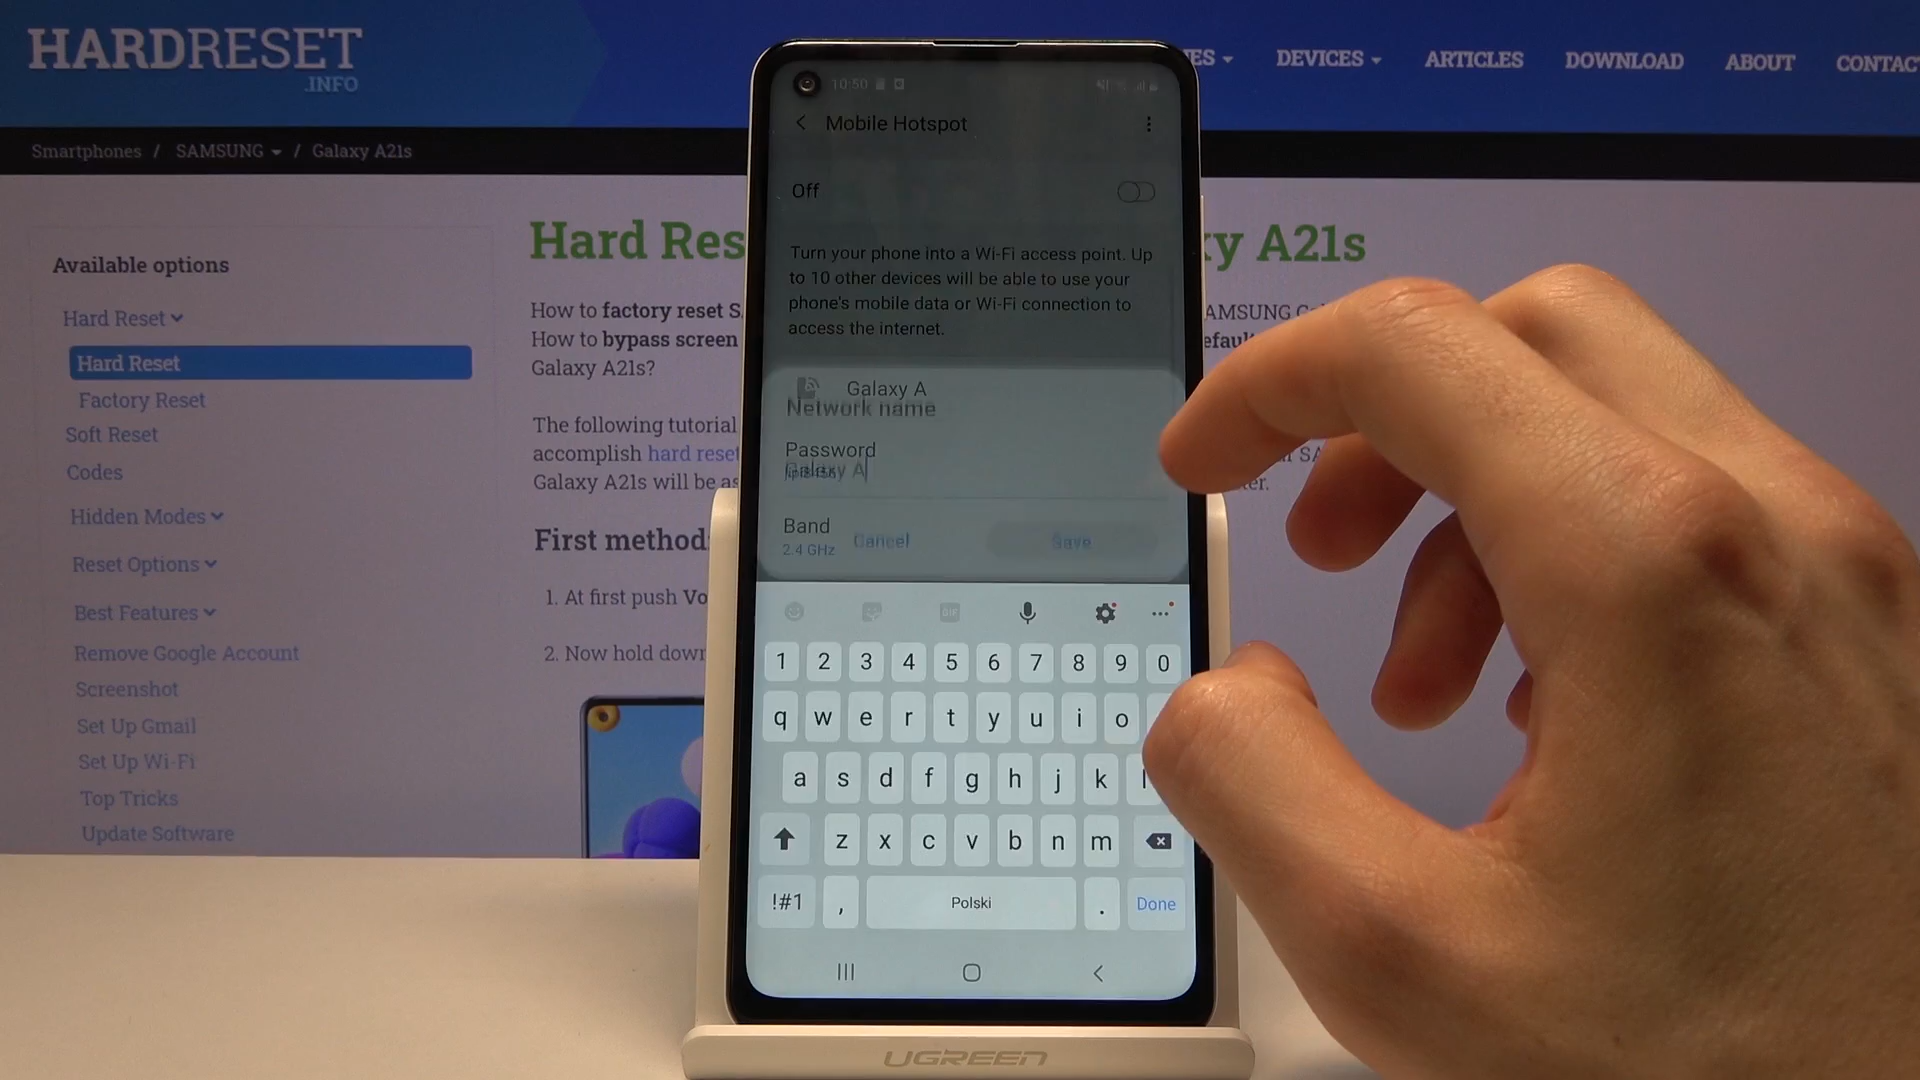 HARDRESET
.INFO
DEVICES
ARTICLES
DOWNLOAD
ABOUT
Smartphones / SAMSUNG / Galaxy A21s
Available options
Hard Reset
Hard Reset
Factory Reset
Soft Reset
Codes
Hidden Modes
Reset Options
Best Features
Remove Google Account
Screenshot
Set Up Gmail
Set Up Wi-Fi
Top Tricks
Update Software
Hard Res
xy A21s
How to factory reset S
How to bypass screen
Galaxy A21s?
The following tutorial
accomplish hard reset
Galaxy A21s will be as
First method:
1. At first push Vo
2. Now hold down
10:50
Mobile Hotspot
Off
Turn your phone into a Wi-Fi access point. Up
to 10 other devices will be able to use your
phone's mobile data or Wi-Fi connection to
access the internet.
Galaxy A
Network name
Password
Galaxy A
Band
2.4 GHz
Cancel
Save
GIF
1 2 3 4 5 6 7 8 9 0
q w e r t y u i o
a s d f g h j k l
z x c v b n m
!#1 , Polski . Done
UGREEN